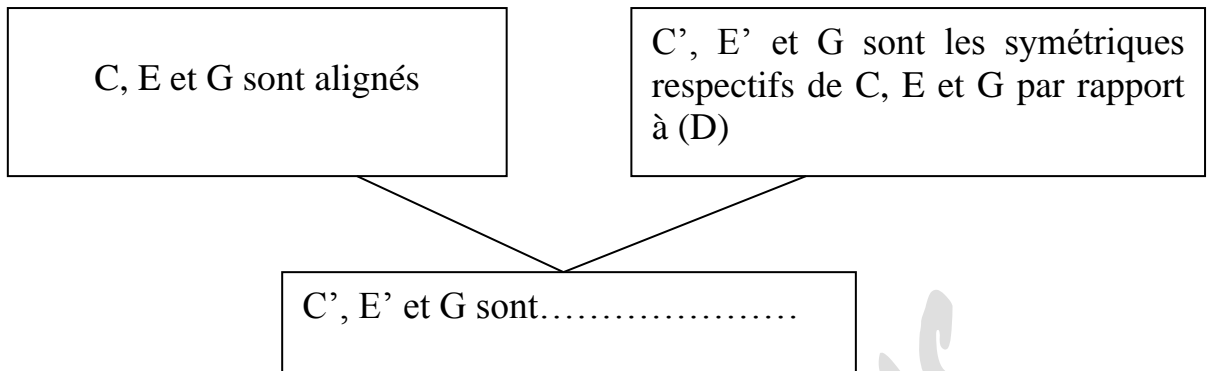 C, E et G sont alignés
C’, E’ et G sont les symétriques
respectifs de C, E et G par rapport
à (D)
C’, E’ et G sont…………………